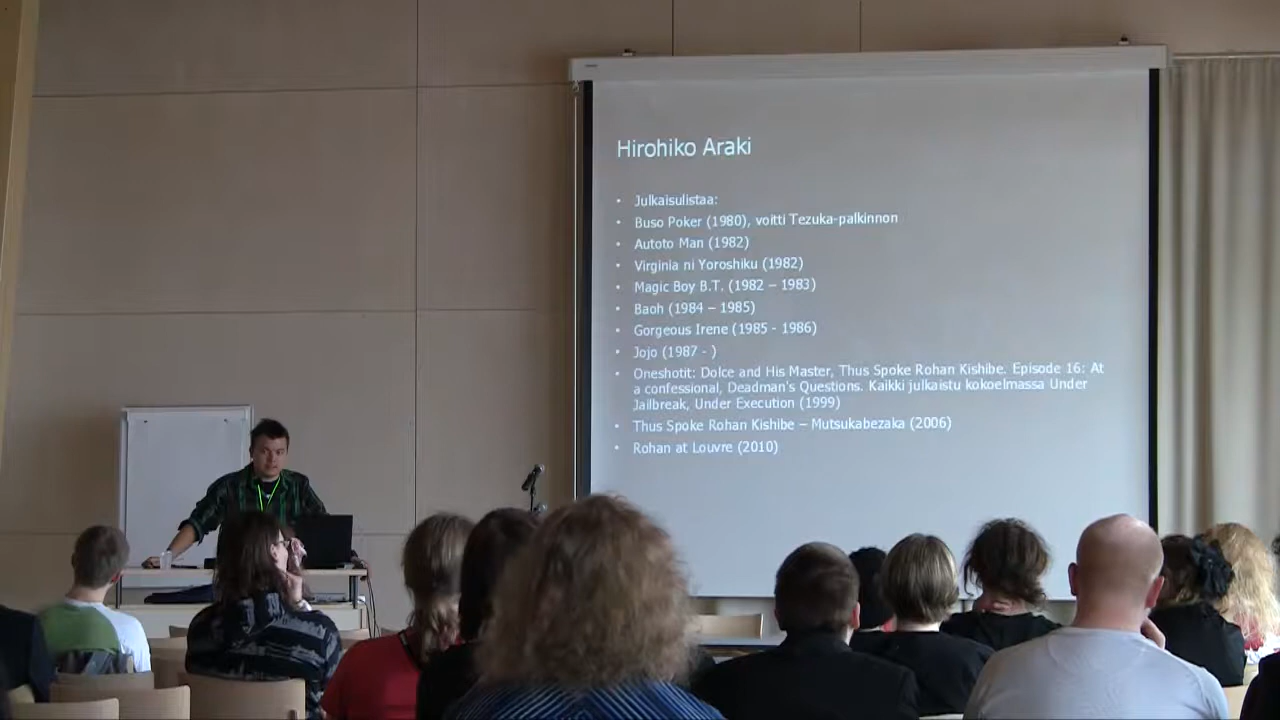 Hirohiko Araki
• Julkaisulistaa:
• Buso Poker (1980), voitti Tezuka-palkinnon
• Autoto Man (1982)
• Virginia ni Yoroshiku (1982)
• Magic Boy B.T. (1982 – 1983)
• Baoh (1984 – 1985)
• Gorgeous Irene (1985 - 1986)
• Jojo (1987 - )
• Oneshotit: Dolce and His Master, Thus Spoke Rohan Kishibe. Episode 16: At
a confessional, Deadman's Questions. Kaikki julkaistu kokoelmassa Under
Jailbreak, Under Execution (1999)
• Thus Spoke Rohan Kishibe – Mutsukabezaka (2006)
• Rohan at Louvre (2010)